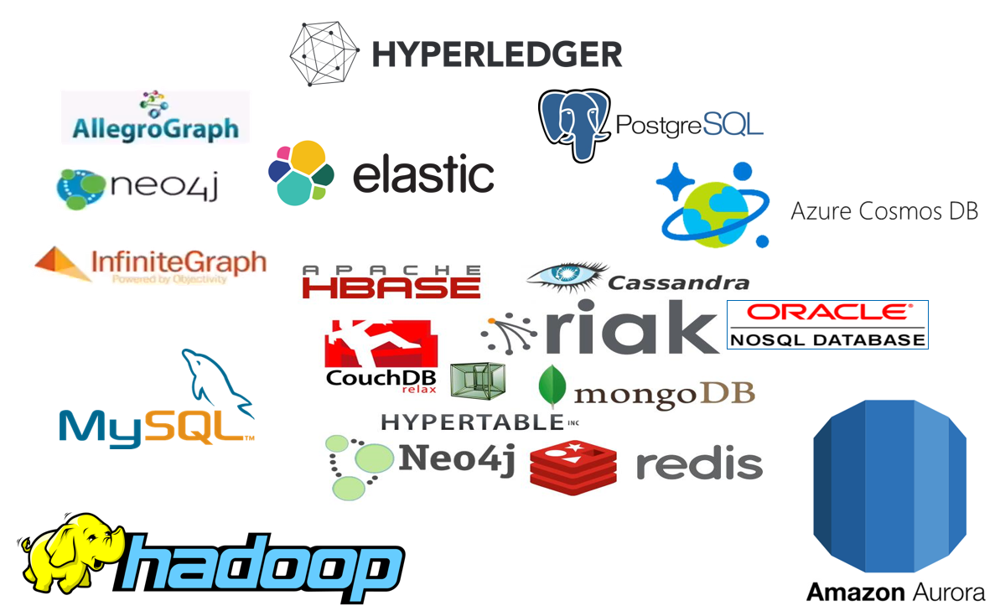 HYPERLEDGER
AllegroGraph
PostgreSQL
neo4j
elastic
Azure Cosmos DB
InfiniteGraph
Powered by Objectivity
APACHE
HBASE
Cassandra
riak
ORACLE®
NOSQL DATABASE
CouchDB
relax
mongoDB
MySQL™
HYPERTABLE INC
Neo4j
redis
hadoop
Amazon Aurora